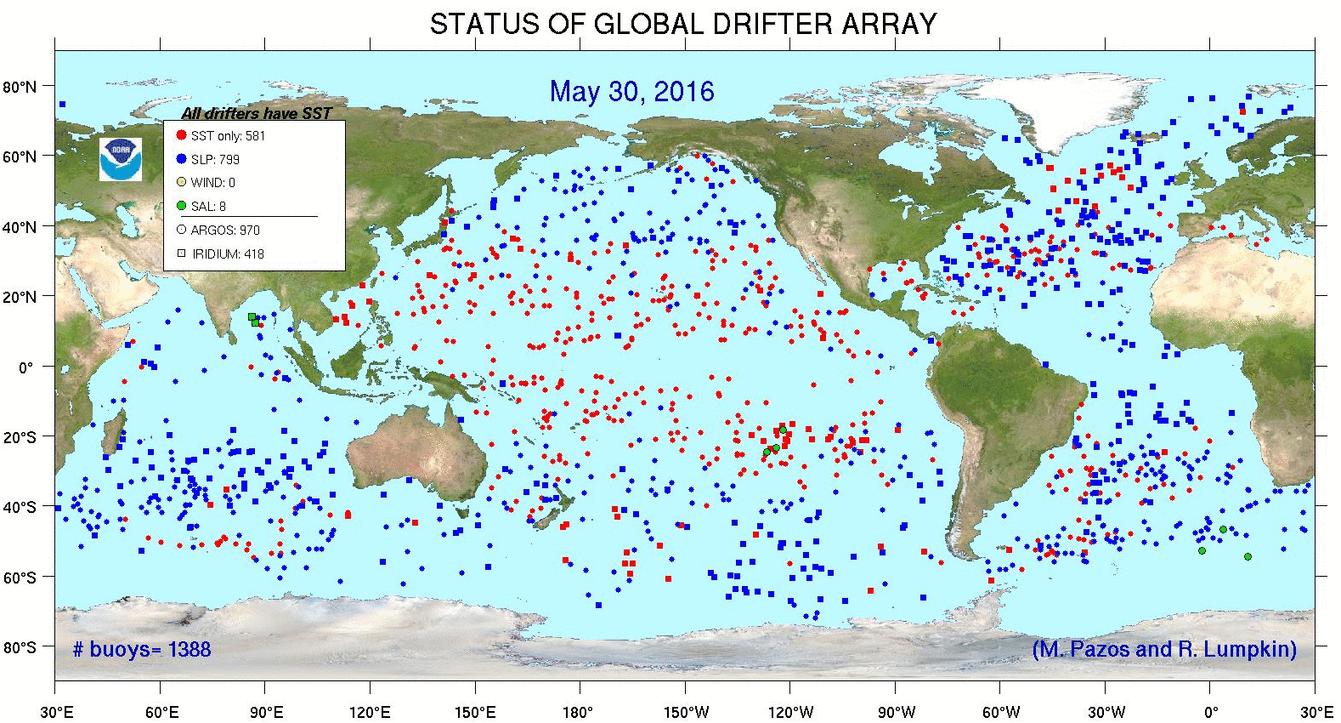 STATUS OF GLOBAL DRIFTER ARRAY
May 30, 2016
All drifters have SST
SST only: 581
SLP: 799
WIND: 0
SAL: 8
ARGOS: 970
IRIDIUM: 418
NOAA
80°N
60°N
40°N
20°N
0°
20°S
40°S
60°S
80°S
# buoys= 1388
(M. Pazos and R. Lumpkin)
30°E 60°E 90°E 120°E 150°E 180° 150°W 120°W 90°W 60°W 30°W 0° 30°E